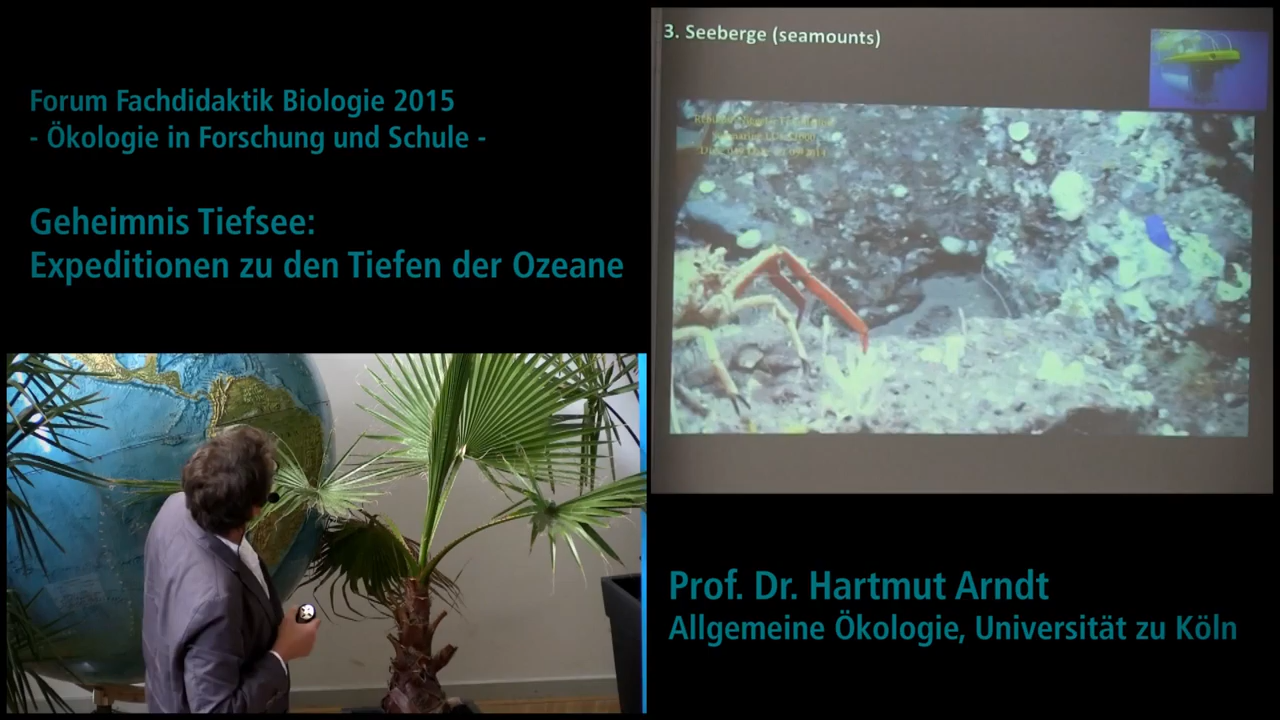 Forum Fachdidaktik Biologie 2015
- Ökologie in Forschung und Schule -
Geheimnis Tiefsee:
Expeditionen zu den Tiefen der Ozeane
3. Seeberge (seamounts)
Prof. Dr. Hartmut Arndt
Allgemeine Ökologie, Universität zu Köln